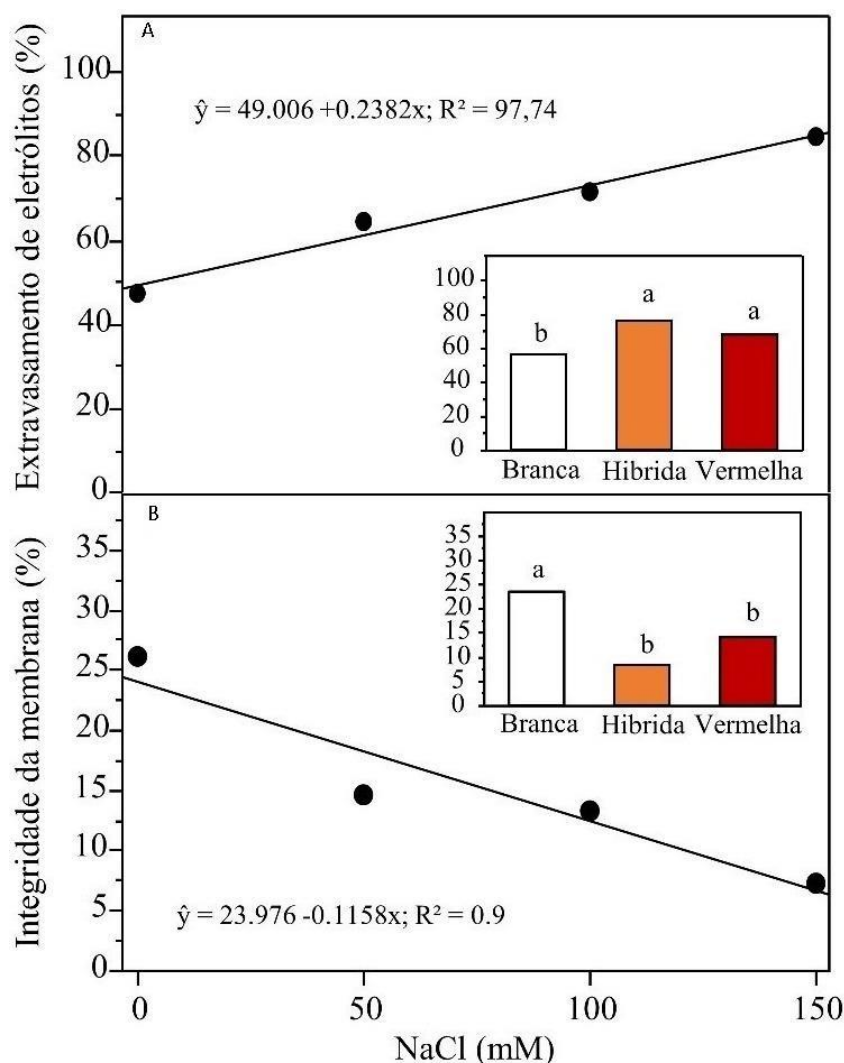 A
Extravasamento de eletrólitos (%)
100
80
60
40
20
0
ŷ = 49.006 +0.2382x; R² = 97,74
100
80
60
40
20
0
b
a
a
Branca
Hibrida
Vermelha
B
Integridade da membrana (%)
35
30
25
20
15
10
5
0
35
30
25
20
15
10
5
0
a
b
b
Branca
Hibrida
Vermelha
ŷ = 23.976 -0.1158x; R² = 0.9
0
50
100
150
NaCl (mM)